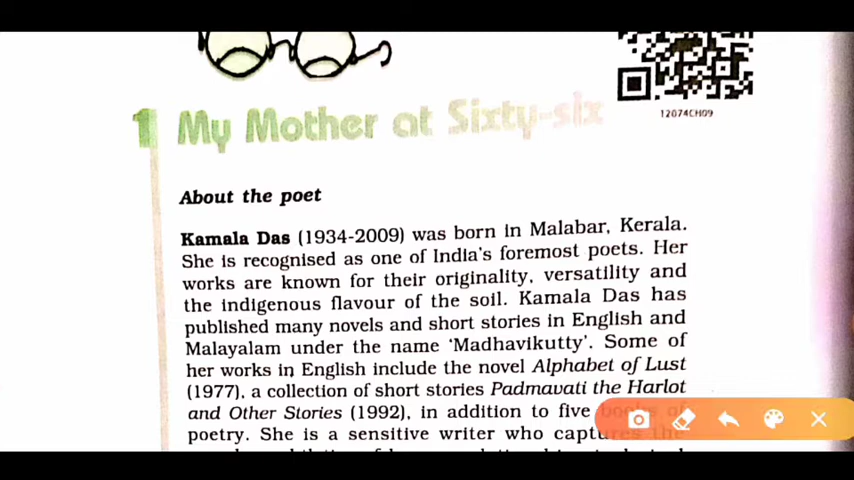 12074CH09
1 My Mother at Sixty-six
About the poet
Kamala Das (1934-2009) was born in Malabar, Kerala.
She is recognised as one of India's foremost poets. Her
works are known for their originality, versatility and
the indigenous flavour of the soil. Kamala Das has
published many novels and short stories in English and
Malayalam under the name 'Madhavikutty'. Some of
her works in English include the novel Alphabet of Lust
(1977), a collection of short stories Padmavati the Harlot
and Other Stories (1992), in addition to five books of
poetry. She is a sensitive writer who captures the